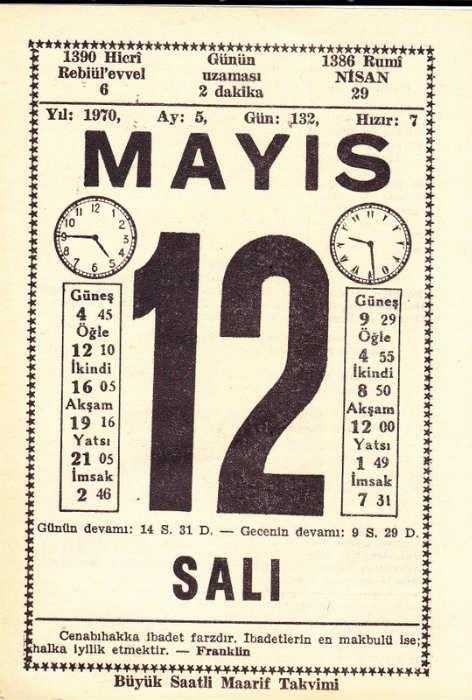 1390 Hicrî Günün 1386 Rumî
Rebiül'evvel uzaması NİSAN
6 2 dakika 29
Yıl: 1970, Ay: 5, Gün: 132, Hızır: 7
MAYIS
12
Güneş
4 45
Öğle
12 10
İkindi
16 05
Akşam
19 16
Yatsı
21 05
İmsak
2 46
Güneş
9 29
Öğle
4 55
İkindi
8 50
Akşam
12 00
Yatsı
1 49
İmsak
7 31
Günün devamı: 14 S. 31 D. — Gecenin devamı: 9 S. 29 D.
SALI
Cenabıhakka ibadet farzdır. İbadetlerin en makbulü ise;
halka iyilik etmektir. — Franklin
Büyük Saatli Maarif Takvimi